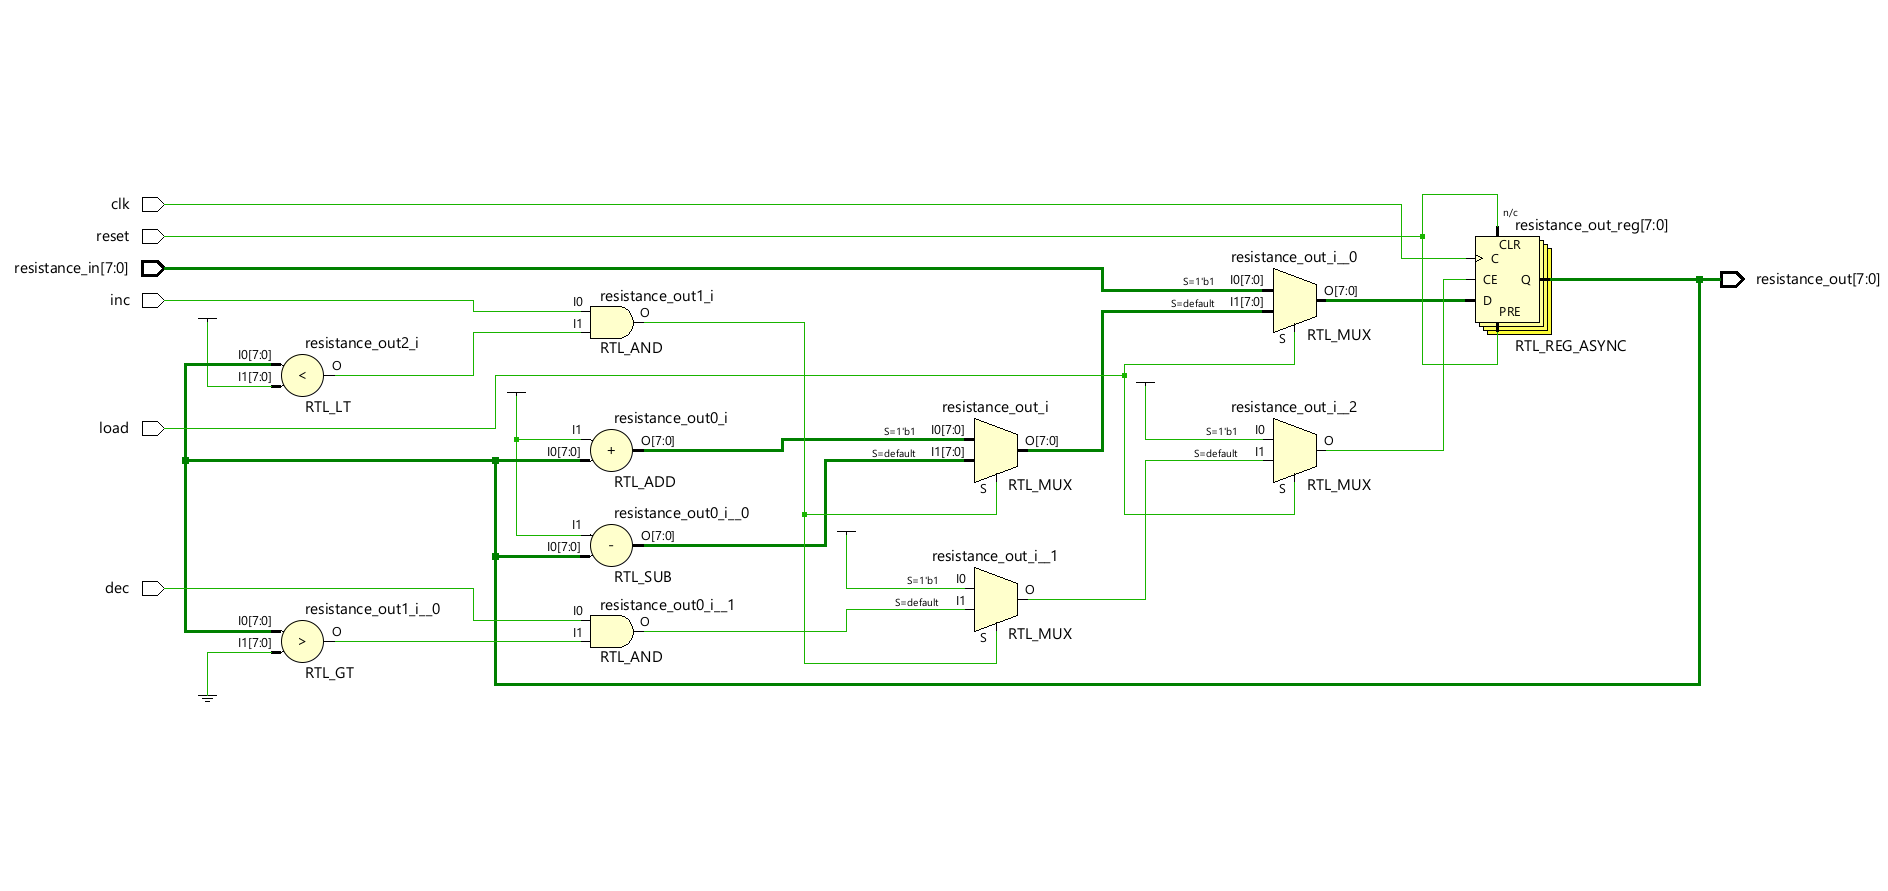 clk
reset
resistance_in[7:0]
inc
load
dec
I0[7:0]
I1[7:0]
resistance_out2_i
<
O
RTL_LT
I0[7:0]
I1[7:0]
resistance_out1_i__0
>
O
RTL_GT
I0
I1
resistance_out1_i
O
RTL_AND
I1
I0[7:0]
resistance_out0_i
+
O[7:0]
RTL_ADD
I1
I0[7:0]
resistance_out0_i__0
-
O[7:0]
RTL_SUB
I0
I1
resistance_out0_i__1
O
RTL_AND
resistance_out_i
S=1'b1 I0[7:0]
S=default I1[7:0]
O[7:0]
S
RTL_MUX
resistance_out_i__1
S=1'b1 I0
S=default I1
O
S
RTL_MUX
resistance_out_i__0
S=1'b1 I0[7:0]
S=default I1[7:0]
O[7:0]
S
RTL_MUX
resistance_out_i__2
S=1'b1 I0
S=default I1
O
S
RTL_MUX
n/c
resistance_out_reg[7:0]
CLR
C
CE
Q
D
PRE
RTL_REG_ASYNC
resistance_out[7:0]